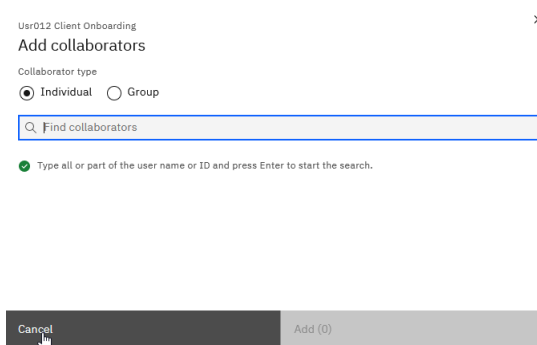 Usr012 Client Onboarding
Add collaborators
Collaborator type
Individual Group
Find collaborators
Type all or part of the user name or ID and press Enter to start the search.
Cancel Add (0)